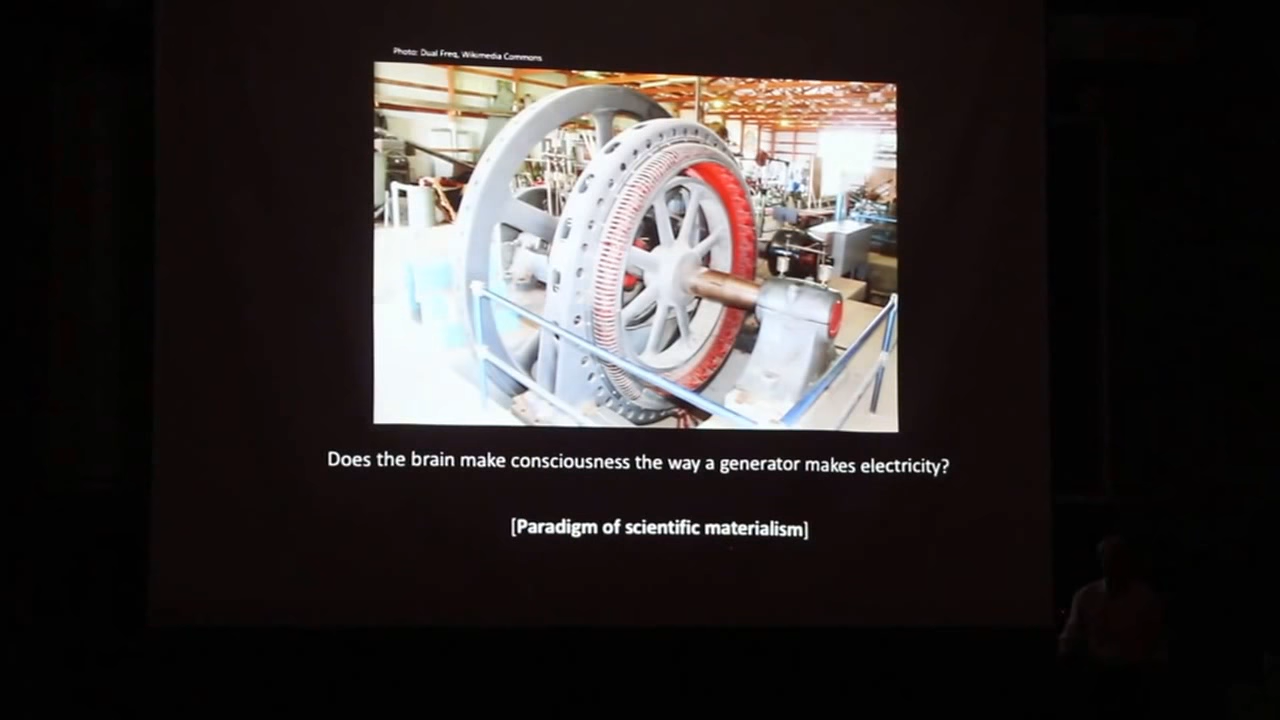 Photo: Dual Freq, Wikimedia Commons
Does the brain make consciousness the way a generator makes electricity?
[Paradigm of scientific materialism]